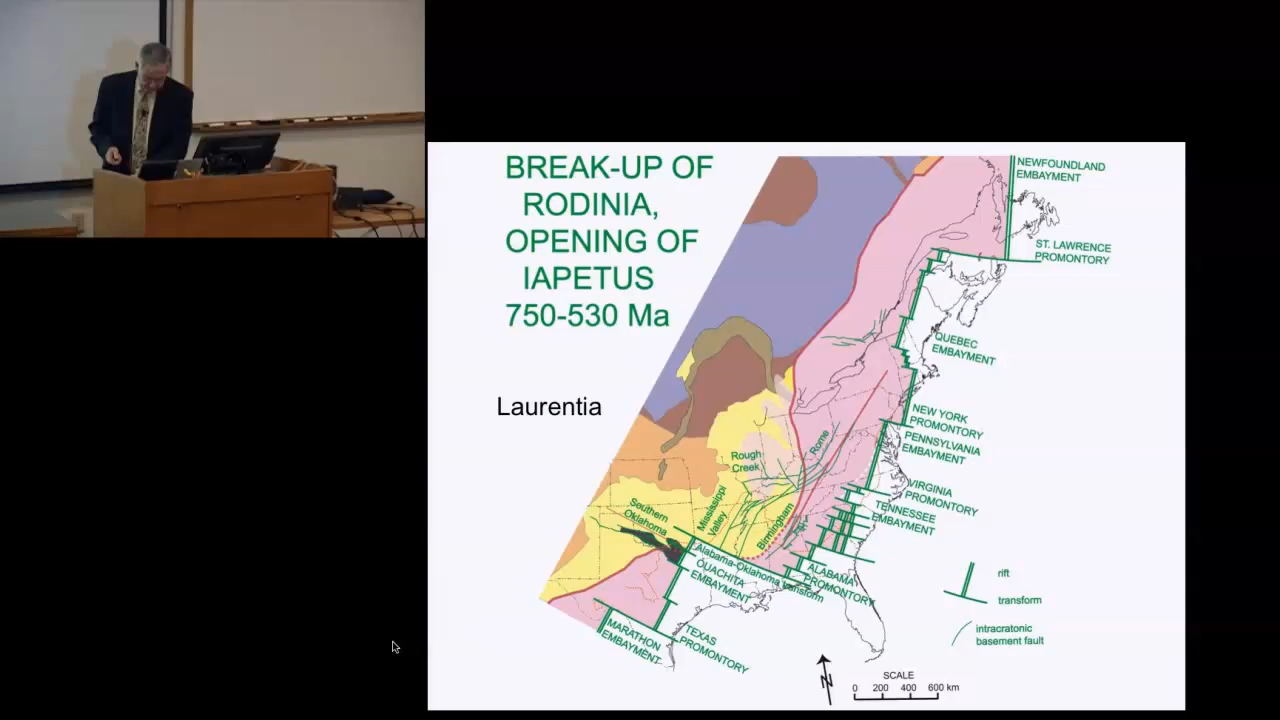 BREAK-UP OF
RODINIA,
OPENING OF
IAPETUS
750-530 Ma
Laurentia
NEWFOUNDLAND
EMBAYMENT
ST. LAWRENCE
PROMONTORY
QUEBEC
EMBAYMENT
NEW YORK
PROMONTORY
PENNSYLVANIA
EMBAYMENT
VIRGINIA
PROMONTORY
TENNESSEE
EMBAYMENT
Rome
Rough
Creek
Mississippi
Valley
Birmingham
Southern
Oklahoma
Alabama-Oklahoma transform
OUACHITA
EMBAYMENT
ALABAMA
PROMONTORY
TEXAS
PROMONTORY
MARATHON
EMBAYMENT
rift
transform
intracratonic
basement fault
N
SCALE
0 200 400 600 km